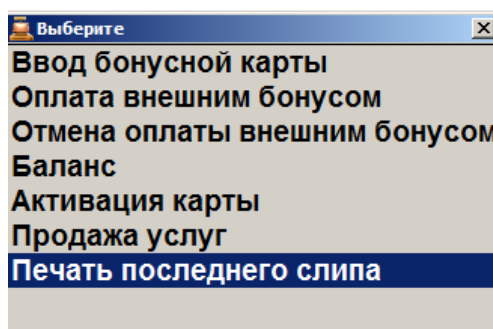 Выберите
Ввод бонусной карты
Оплата внешним бонусом
Отмена оплаты внешним бонусом
Баланс
Активация карты
Продажа услуг
Печать последнего слипа